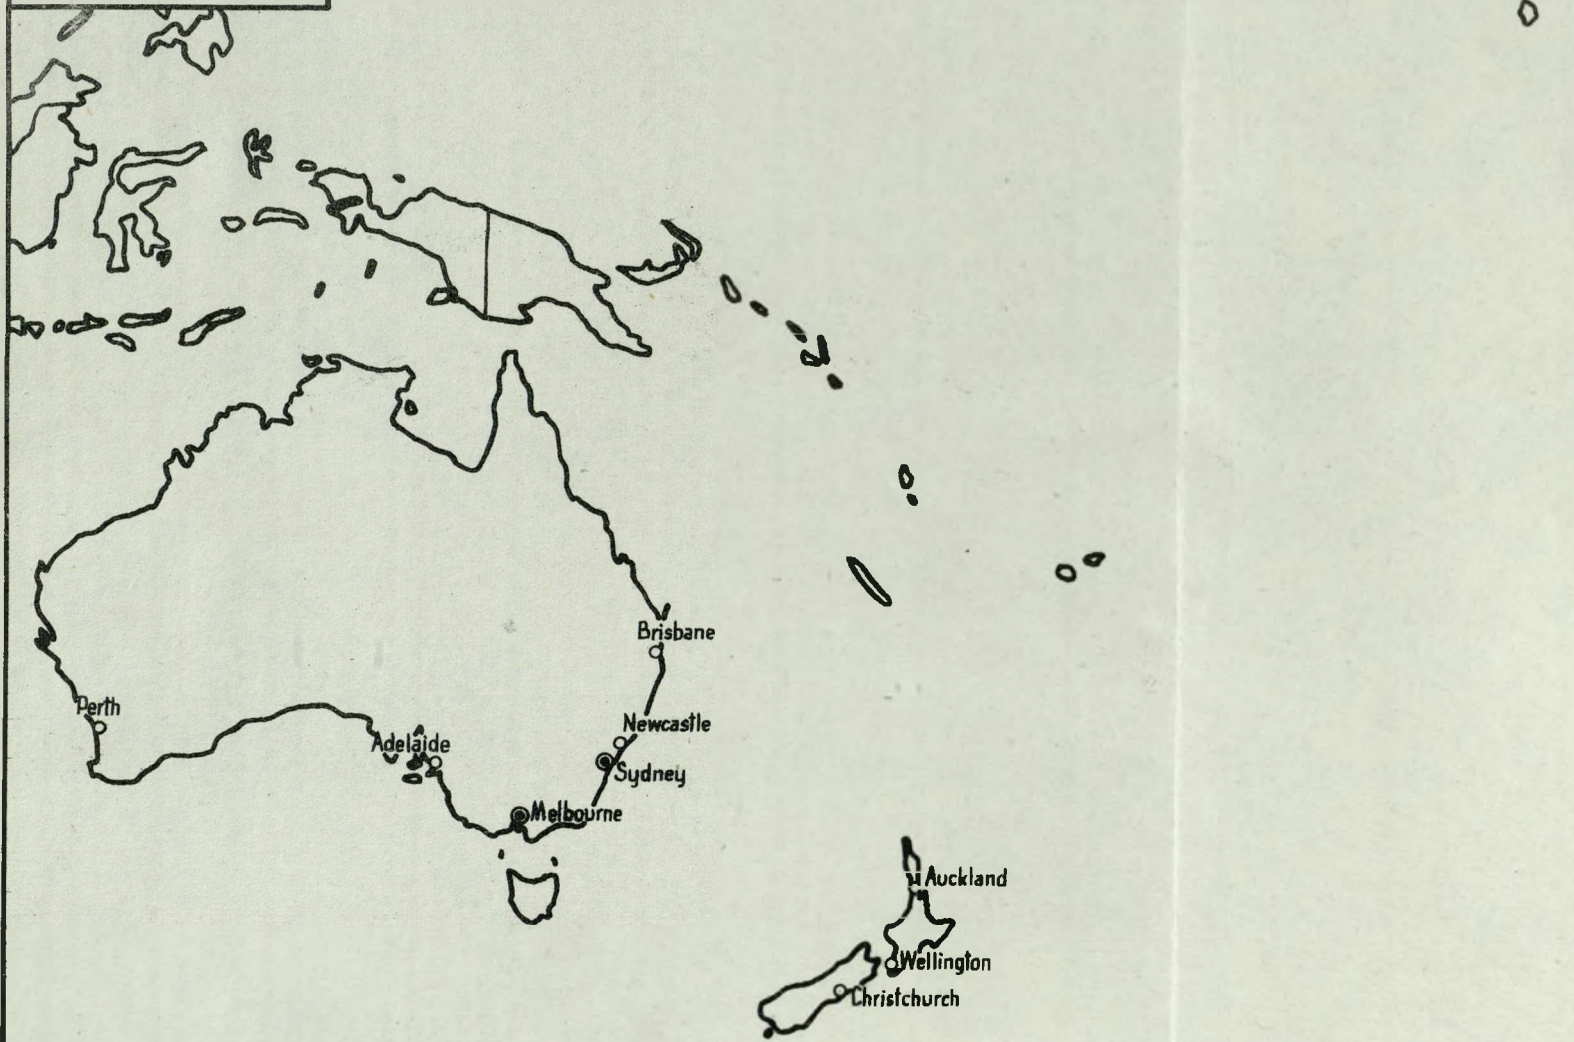 Brisbane
Perth
Newcastle
Adelaide
Sydney
Melbourne
Auckland
Wellington
Christchurch